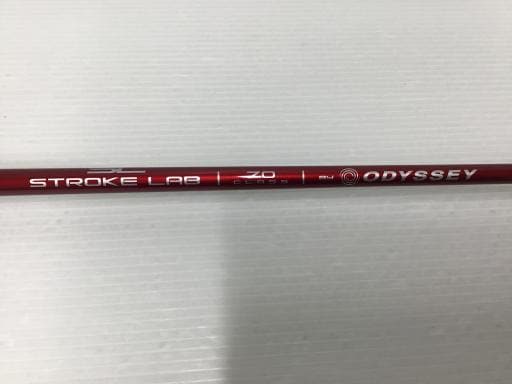 STROKE LAB | 70 CLASS | BY ODYSSEY